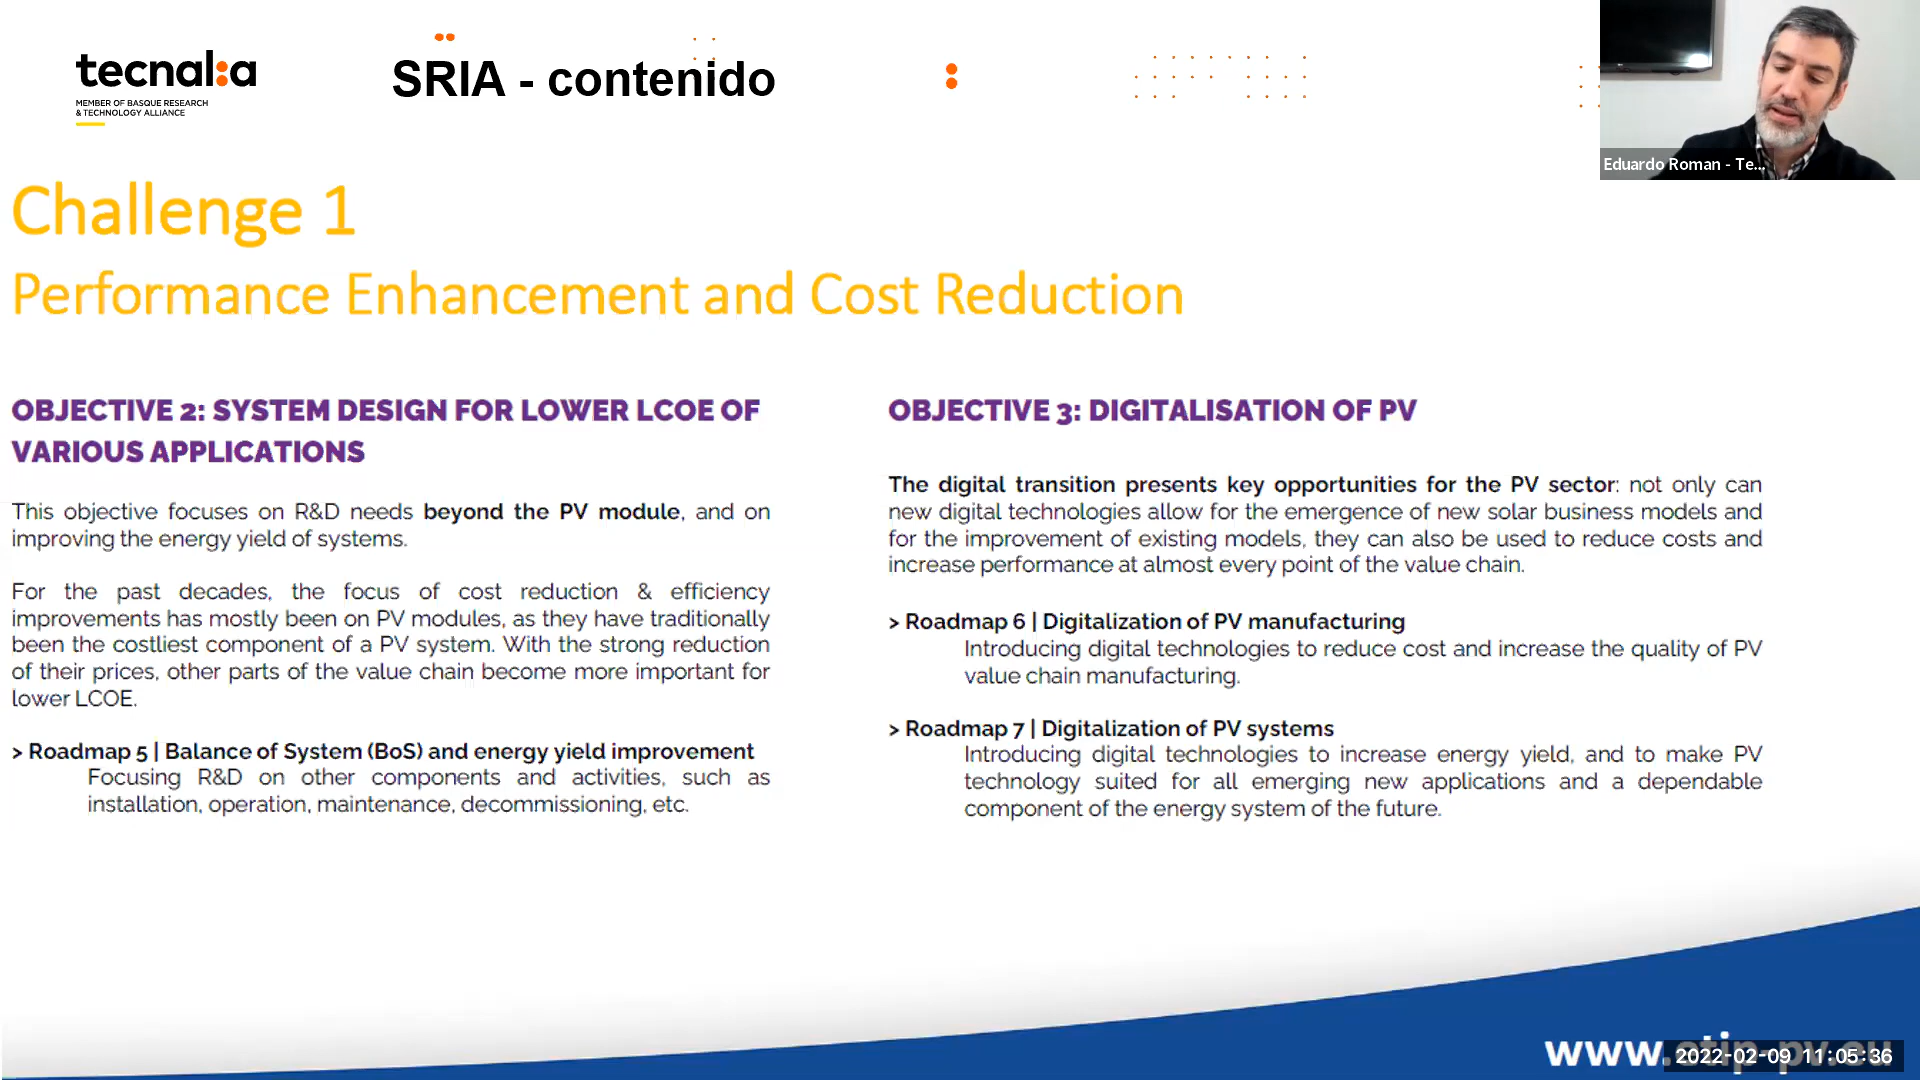 tecnal:a
MEMBER OF BASQUE RESEARCH
& TECHNOLOGY ALLIANCE
SRIA - contenido
Eduardo Roman - Te...
Challenge 1
Performance Enhancement and Cost Reduction
OBJECTIVE 2: SYSTEM DESIGN FOR LOWER LCOE OF
VARIOUS APPLICATIONS
This objective focuses on R&D needs beyond the PV module, and on
improving the energy yield of systems.
For the past decades, the focus of cost reduction & efficiency
improvements has mostly been on PV modules, as they have traditionally
been the costliest component of a PV system. With the strong reduction
of their prices, other parts of the value chain become more important for
lower LCOE.
> Roadmap 5 | Balance of System (BoS) and energy yield improvement
Focusing R&D on other components and activities, such as
installation, operation, maintenance, decommissioning, etc.
OBJECTIVE 3: DIGITALISATION OF PV
The digital transition presents key opportunities for the PV sector: not only can
new digital technologies allow for the emergence of new solar business models and
for the improvement of existing models, they can also be used to reduce costs and
increase performance at almost every point of the value chain.
> Roadmap 6 | Digitalization of PV manufacturing
Introducing digital technologies to reduce cost and increase the quality of PV
value chain manufacturing.
> Roadmap 7 | Digitalization of PV systems
Introducing digital technologies to increase energy yield, and to make PV
technology suited for all emerging new applications and a dependable
component of the energy system of the future.
www.etip-pv.eu
2022-02-09 11:05:36